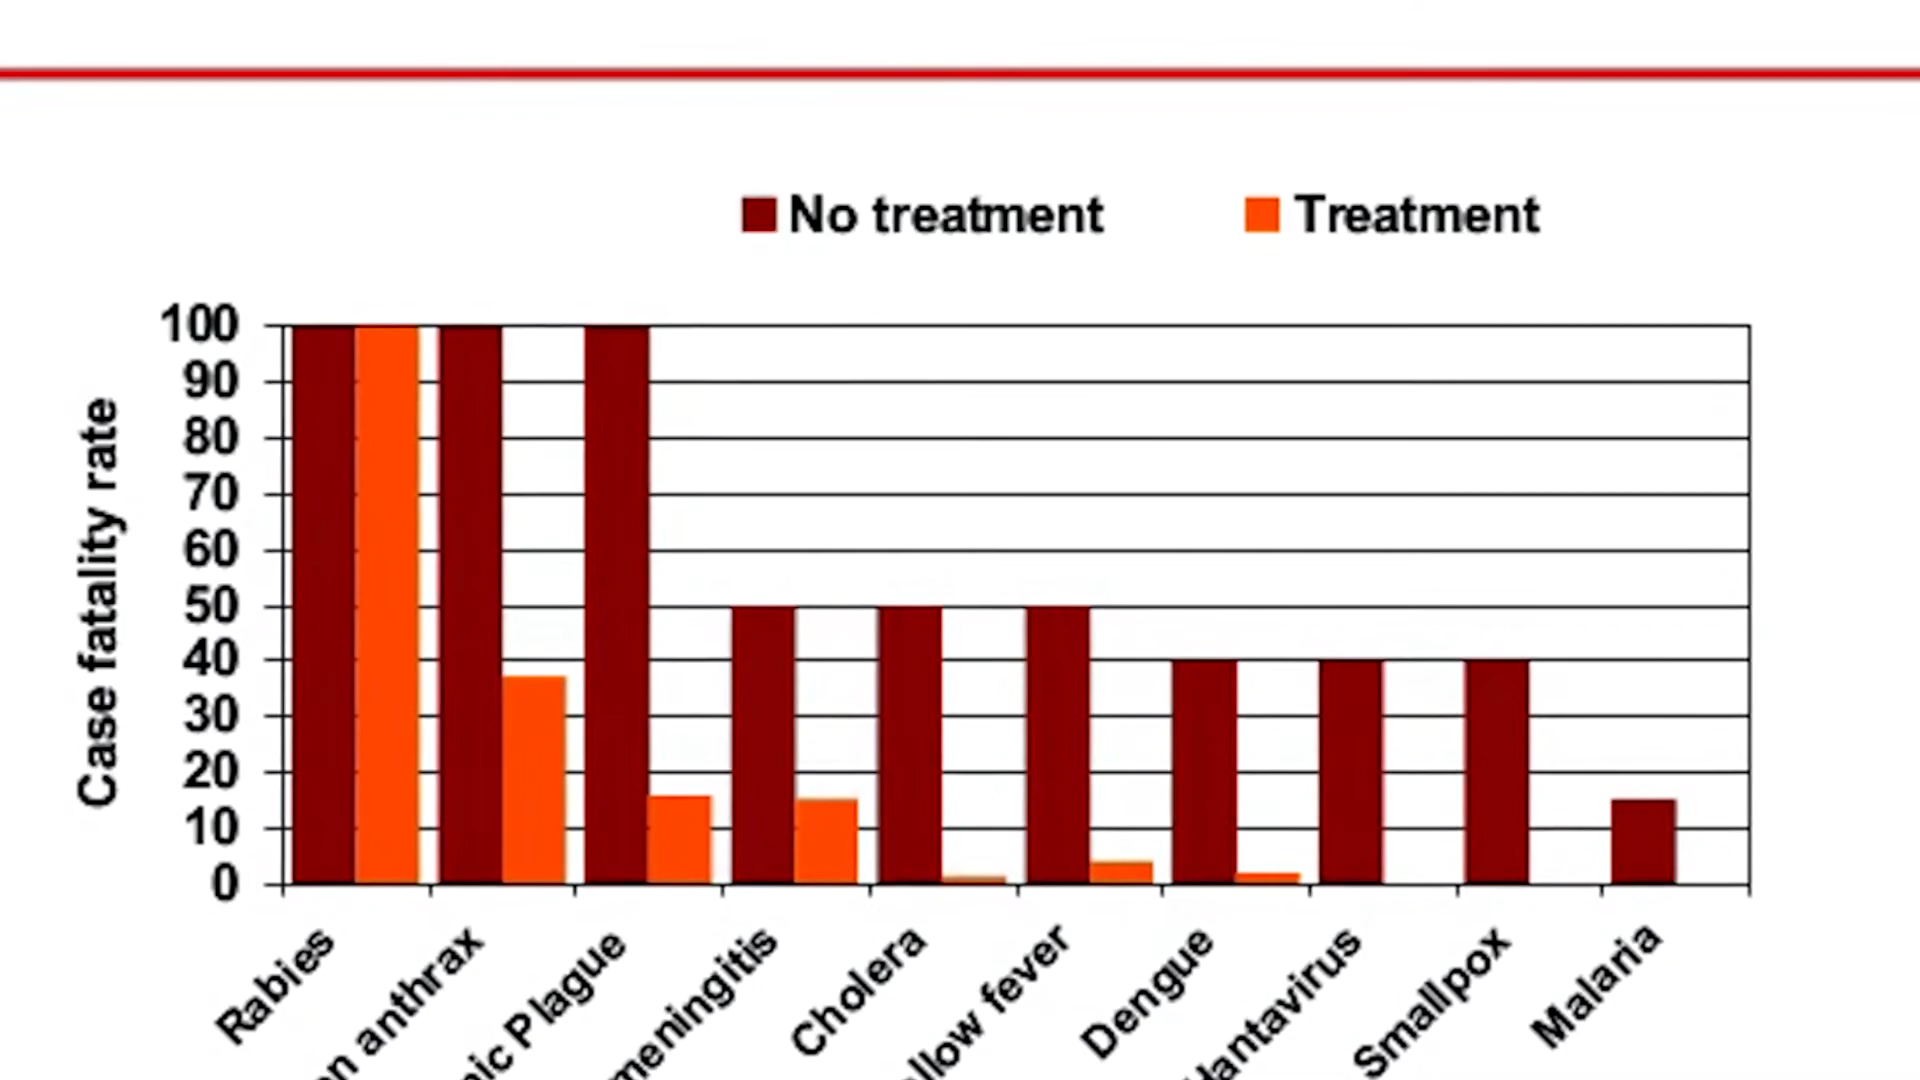 No treatment
Treatment
100
90
80
70
60
50
40
30
20
10
0
Case fatality rate
Rabies
anthrax
Plague
meningitis
Cholera
fever
Dengue
Hantavirus
Smallpox
Malaria